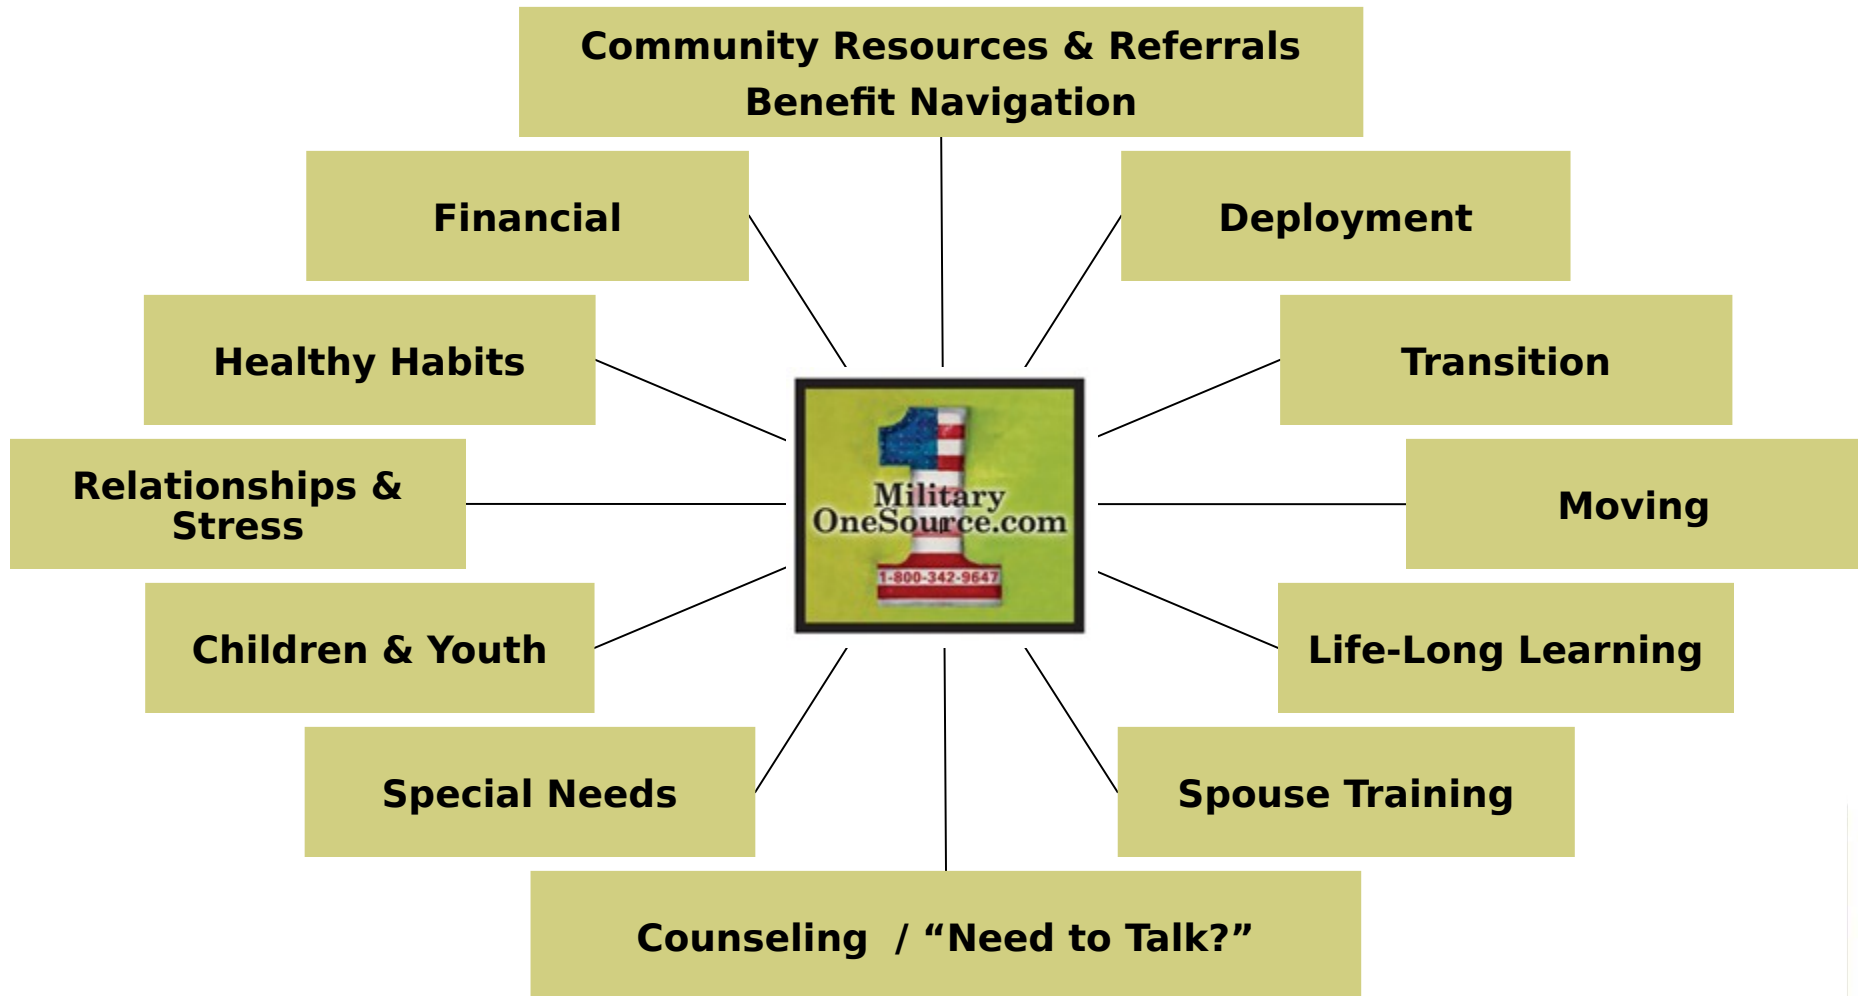 Community Resources & Referrals
Benefit Navigation
Financial
Deployment
Healthy Habits
Transition
Relationships &
Stress
Military
OneSource.com
1-800-342-9647
Moving
Children & Youth
Life-Long Learning
Special Needs
Spouse Training
Counseling  / “Need to Talk?”